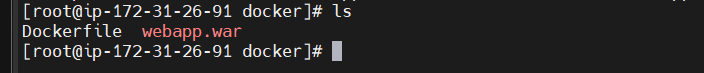 [root@ip-172-31-26-91 docker]# ls
Dockerfile  webapp.war
[root@ip-172-31-26-91 docker]#